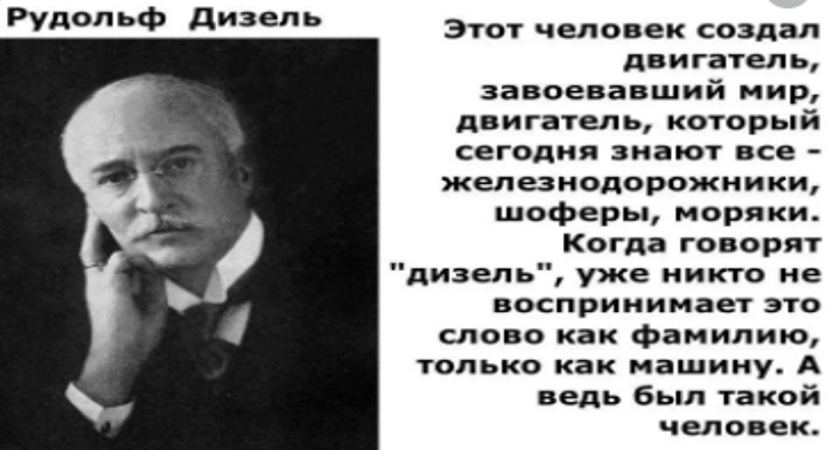 Рудольф Дизель
Этот человек создал
двигатель,
завоевавший мир,
двигатель, который
сегодня знают все -
железнодорожники,
шоферы, моряки.
Когда говорят
"дизель", уже никто не
воспринимает это
слово как фамилию,
только как машину. А
ведь был такой
человек.